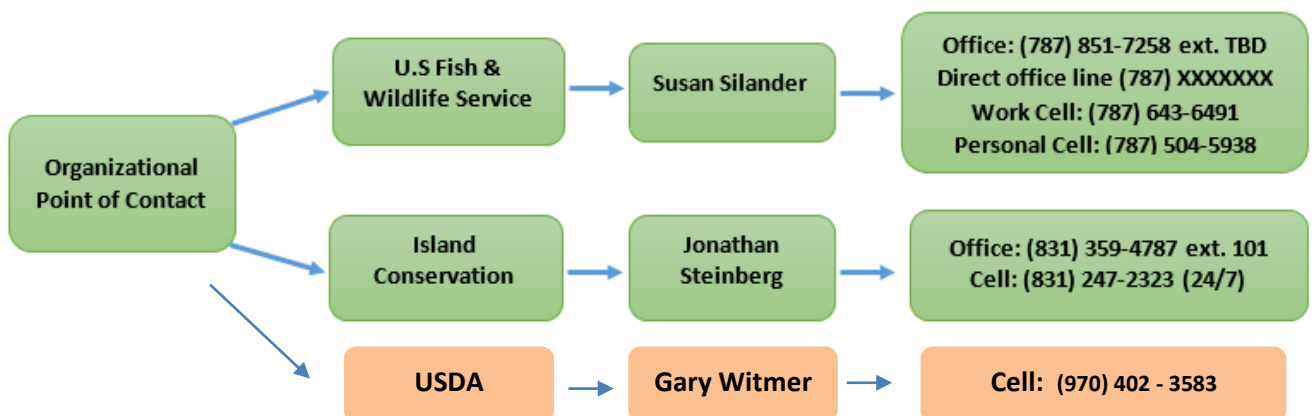 Organizational
Point of Contact
U.S Fish &
Wildlife Service
Susan Silander
Office: (787) 851-7258 ext. TBD
Direct office line (787) XXXXXXX
Work Cell: (787) 643-6491
Personal Cell: (787) 504-5938
Island
Conservation
Jonathan
Steinberg
Office: (831) 359-4787 ext. 101
Cell: (831) 247-2323 (24/7)
USDA
Gary Witmer
Cell: (970) 402 - 3583